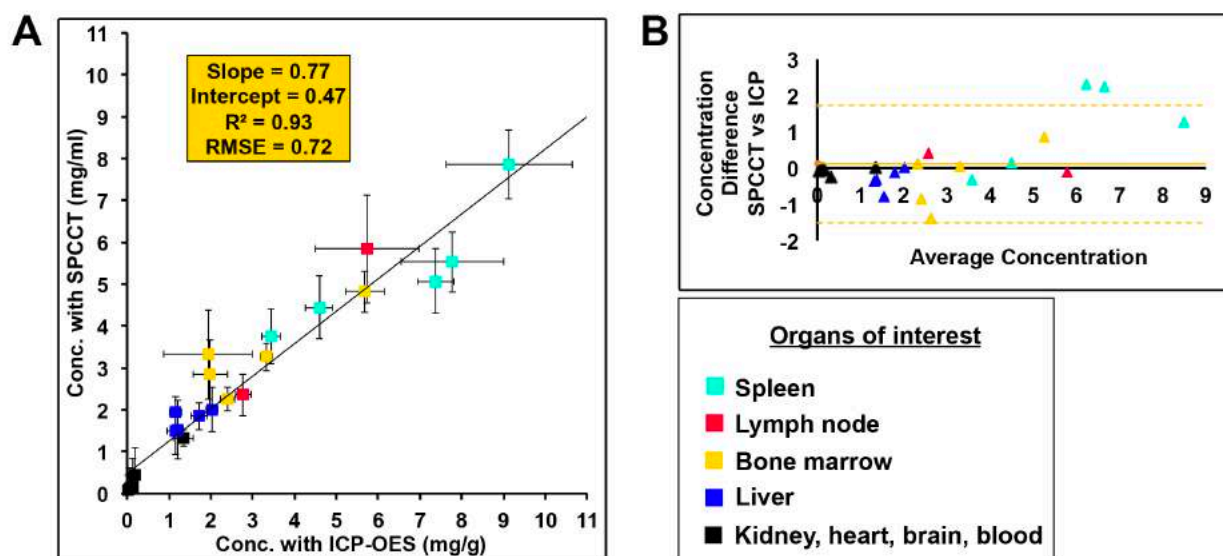 A
11
10
9
8
7
6
5
4
3
2
1
0
Conc. with SPCCT (mg/ml)
Slope = 0.77
Intercept = 0.47
R² = 0.93
RMSE = 0.72
0 1 2 3 4 5 6 7 8 9 10 11
Conc. with ICP-OES (mg/g)
B
Concentration
Difference
SPCCT vs ICP
3
2
1
0
-1
-2
0 1 2 3 4 5 6 7 8 9
Average Concentration
Organs of interest
Spleen
Lymph node
Bone marrow
Liver
Kidney, heart, brain, blood